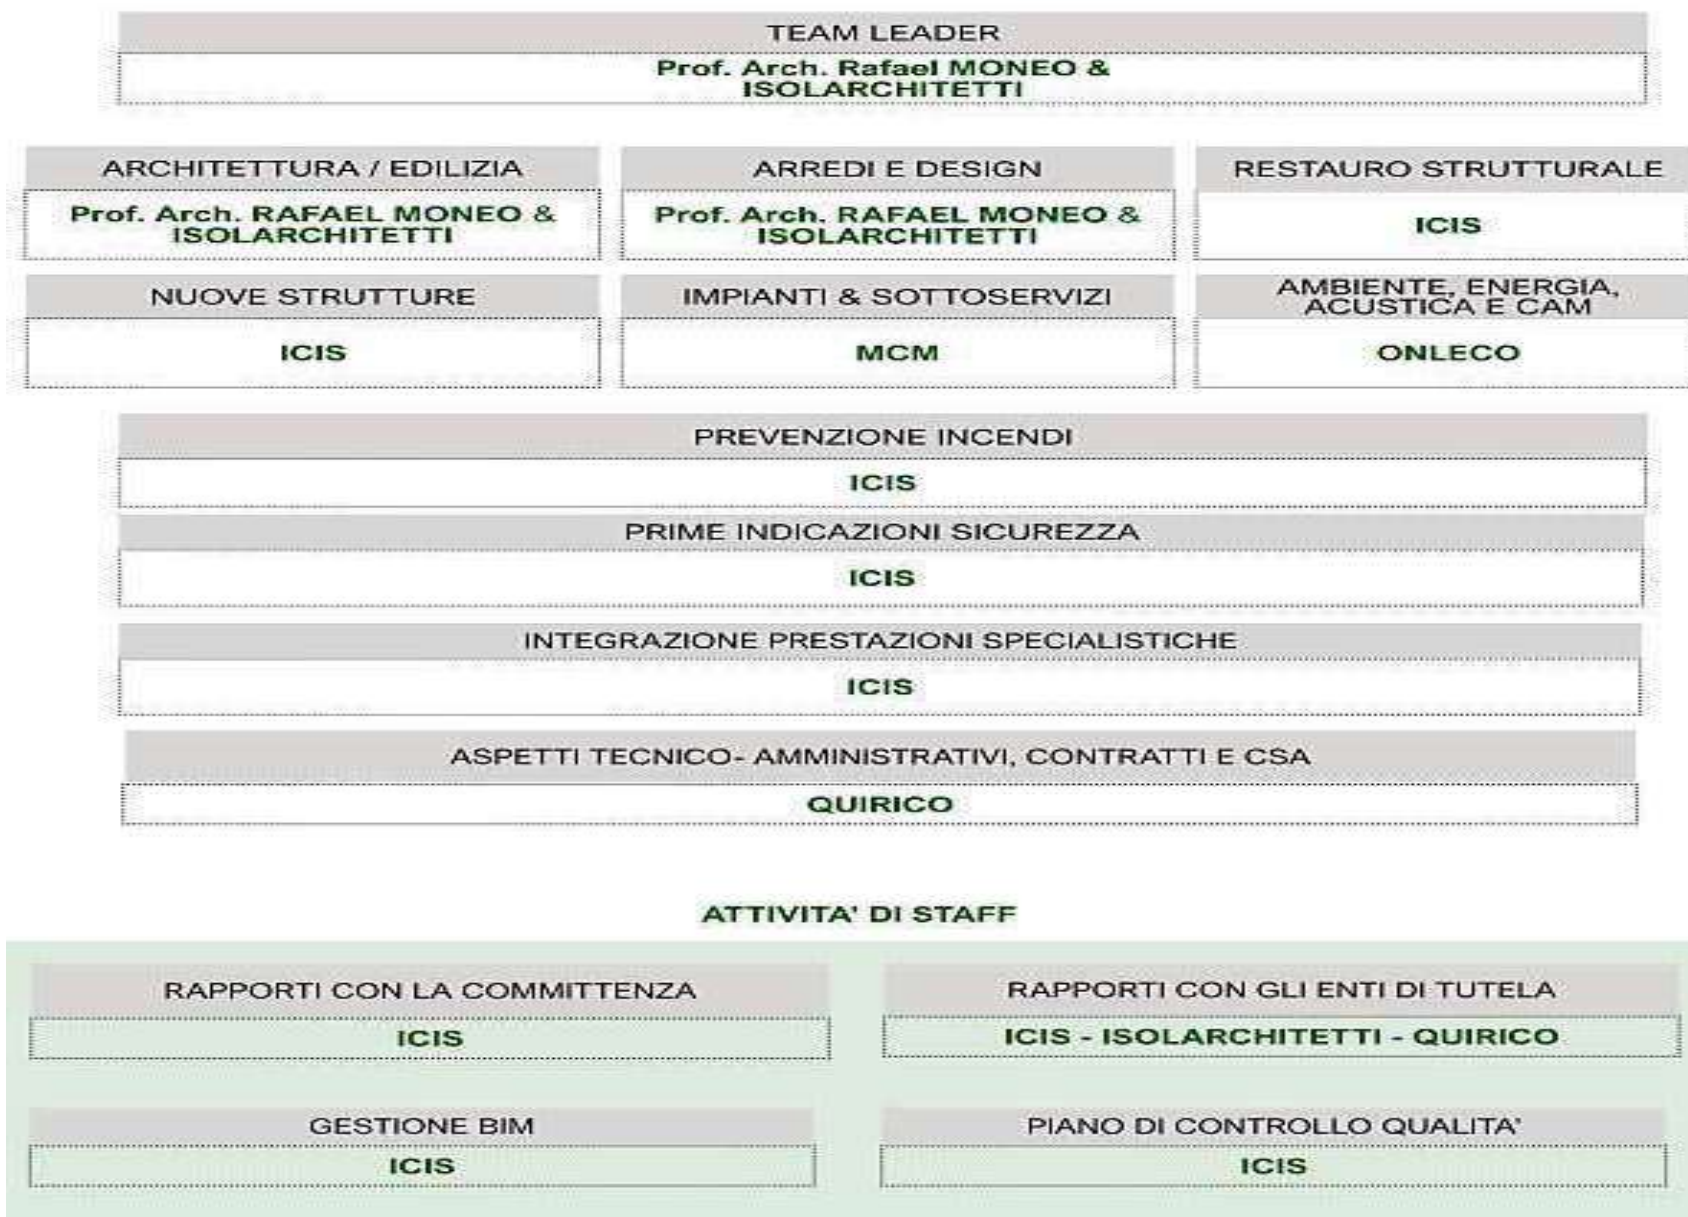 TEAM LEADER
Prof. Arch. Rafael MONEO &
ISOLARCHITETTI
ARCHITETTURA / EDILIZIA
Prof. Arch. RAFAEL MONEO &
ISOLARCHITETTI
ARREDI E DESIGN
Prof. Arch. RAFAEL MONEO &
ISOLARCHITETTI
RESTAURO STRUTTURALE
ICIS
NUOVE STRUTTURE
ICIS
IMPIANTI & SOTTOSERVIZI
MCM
AMBIENTE, ENERGIA,
ACUSTICA E CAM
ONLECO
PREVENZIONE INCENDI
ICIS
PRIME INDICAZIONI SICUREZZA
ICIS
INTEGRAZIONE PRESTAZIONI SPECIALISTICHE
ICIS
ASPETTI TECNICO- AMMINISTRATIVI, CONTRATTI E CSA
QUIRICO
ATTIVITA' DI STAFF
RAPPORTI CON LA COMMITTENZA
ICIS
RAPPORTI CON GLI ENTI DI TUTELA
ICIS - ISOLARCHITETTI - QUIRICO
GESTIONE BIM
ICIS
PIANO DI CONTROLLO QUALITA'
ICIS